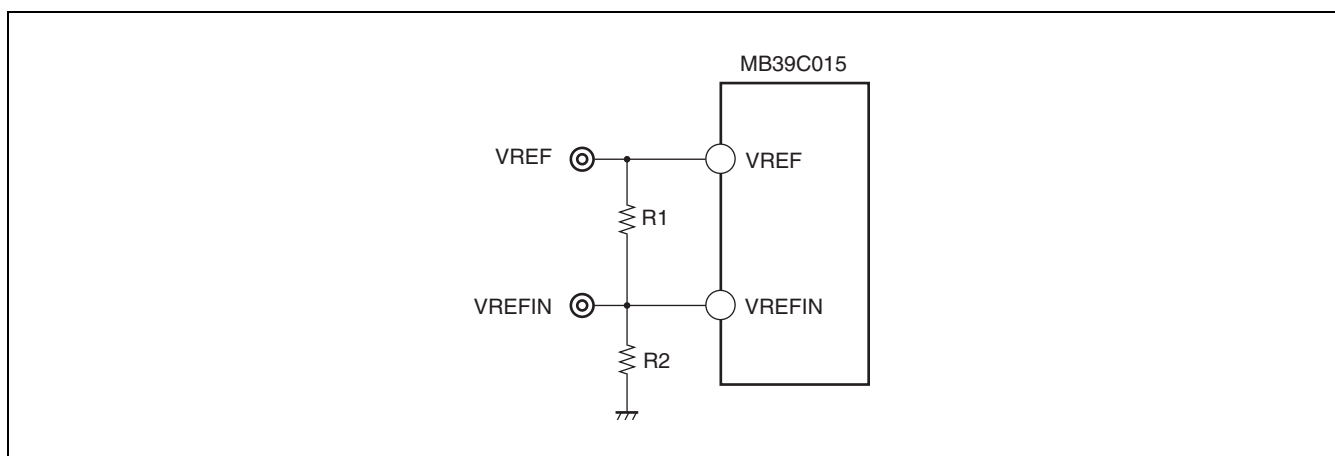 MB39C015
VREF
VREF
R1
VREFIN
VREFIN
R2